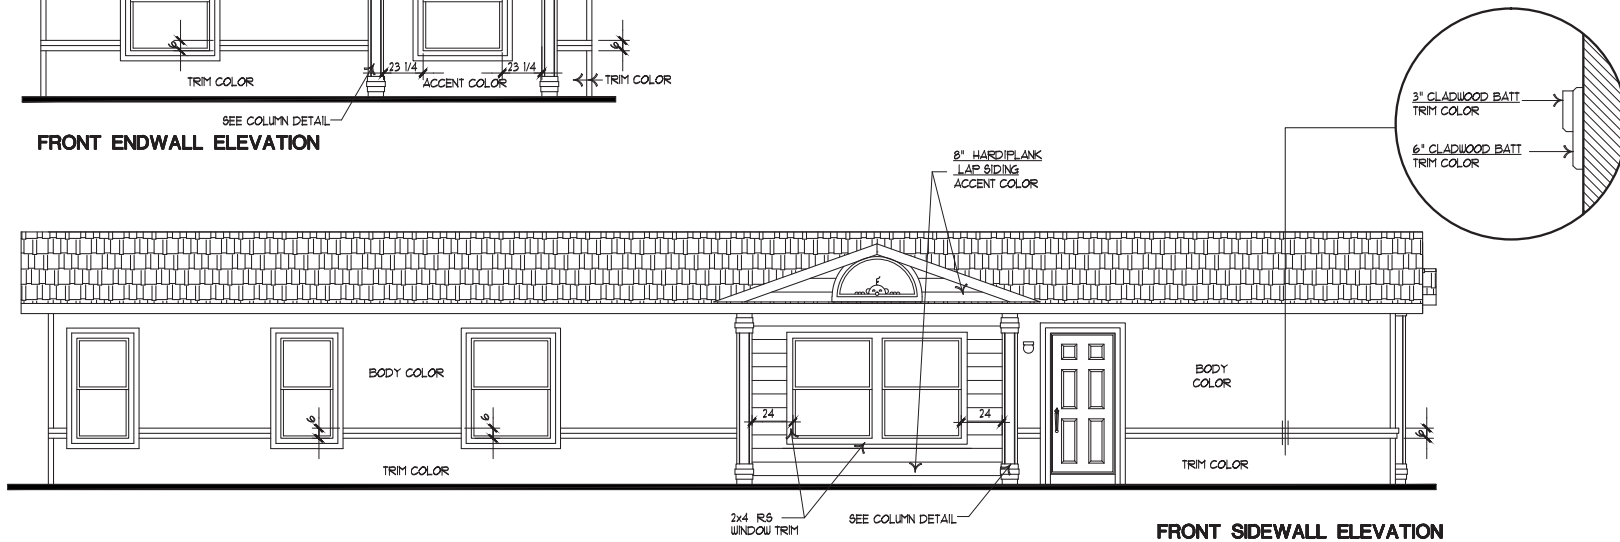 6
TRIM COLOR
23 1/4
ACCENT COLOR
23 1/4
TRIM COLOR
6
SEE COLUMN DETAIL
FRONT ENDWALL ELEVATION
3" CLADWOOD BATT
TRIM COLOR
6" CLADWOOD BATT
TRIM COLOR
8" HARDIPLANK
LAP SIDING
ACCENT COLOR
BODY COLOR
BODY
COLOR
6
6
24
24
6
TRIM COLOR
TRIM COLOR
2x4 RS
WINDOW TRIM
SEE COLUMN DETAIL
FRONT SIDEWALL ELEVATION